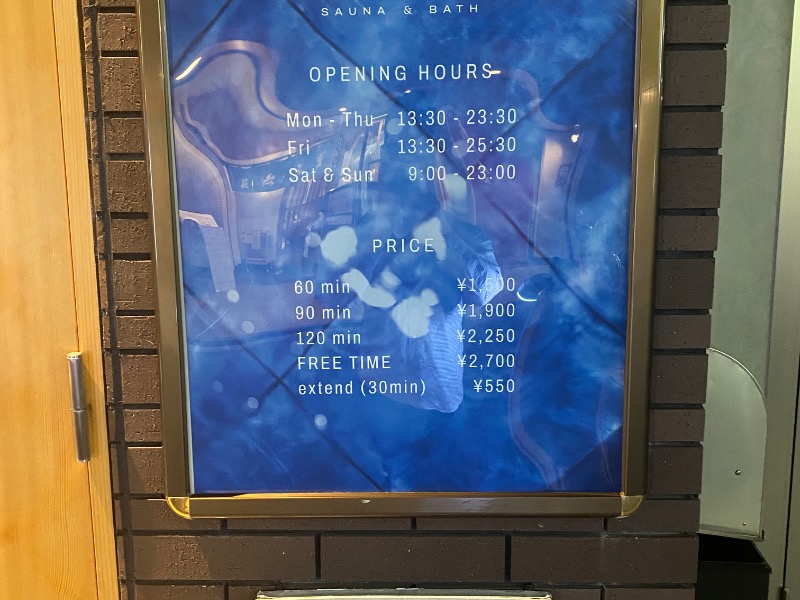 SAUNA & BATH
OPENING HOURS
Mon - Thu 13:30 - 23:30
Fri 13:30 - 25:30
Sat & Sun 9:00 - 23:00
PRICE
60 min ¥1,500
90 min ¥1,900
120 min ¥2,250
FREE TIME ¥2,700
extend (30min) ¥550